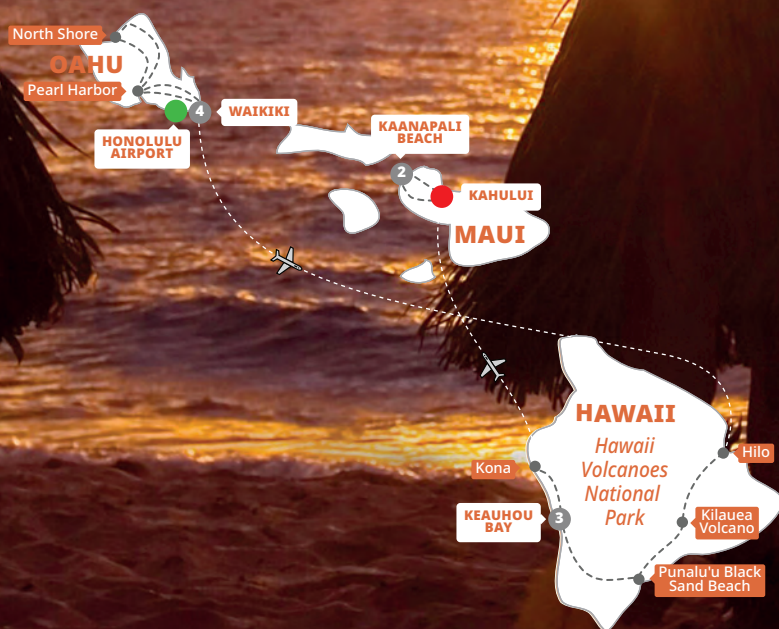 North Shore
OAHU
Pearl Harbor
4
WAIKIKI
HONOLULU
AIRPORT
KAANAPALI
BEACH
2
KAHULUI
MAUI
HAWAII
Hawaii
Volcanoes
National
Park
Kona
Hilo
KEAUHOU
BAY
3
Kilauea
Volcano
Punalu'u Black
Sand Beach